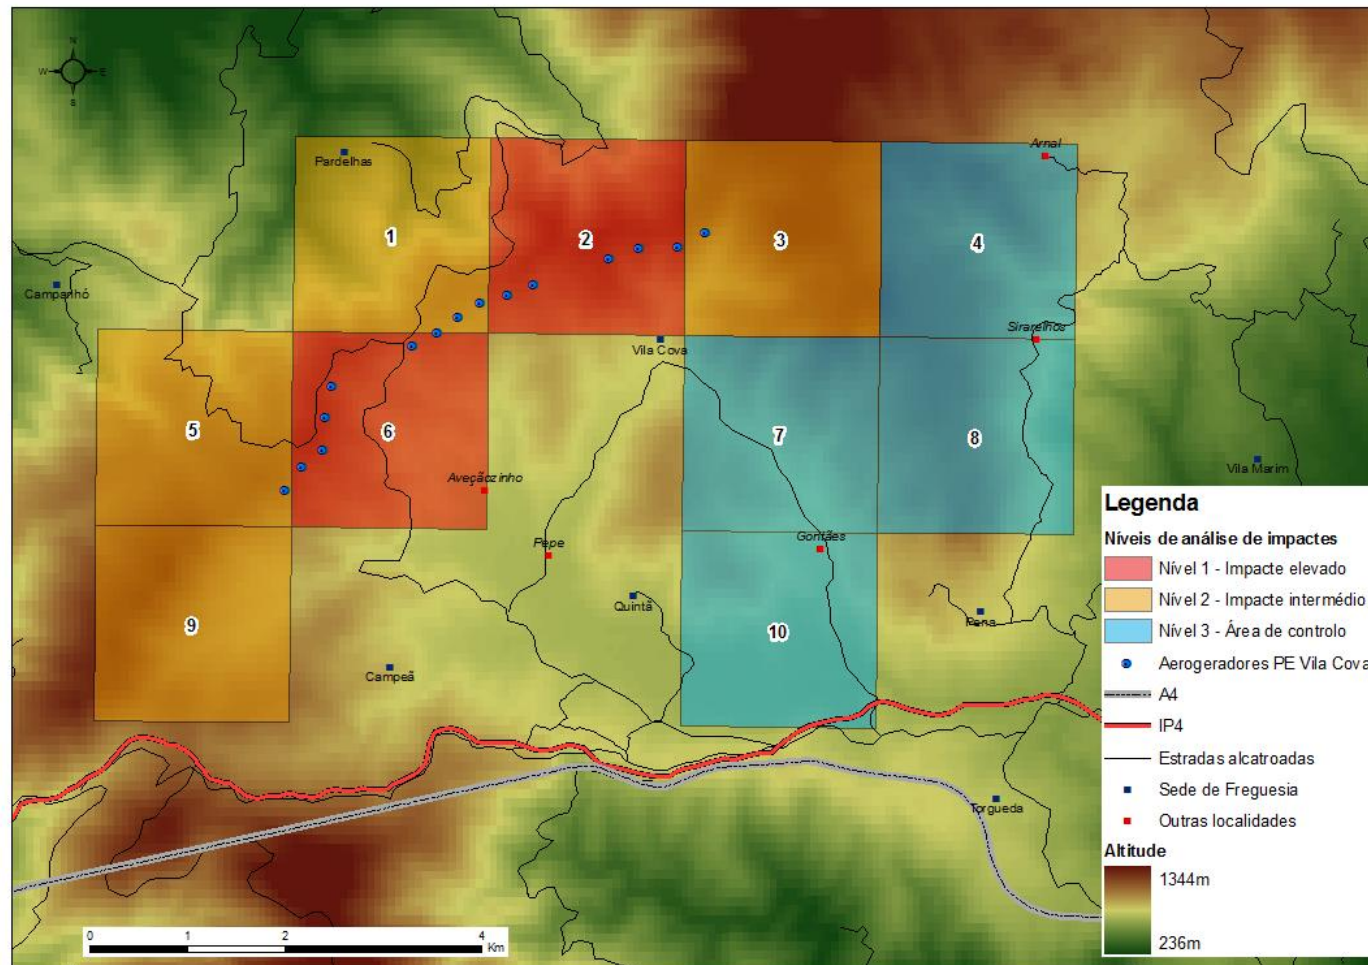 N
W E
S
Arnal
Pardelhas
1
2
3
4
Campanhó
Sirarelhos
Vila Cova
5
6
7
8
Vila Marim
Aveçãozinho
Pepe
Gontães
Quintã
Pena
9
10
Campeã
Torgueda
0 1 2 4
Km
Legenda
Níveis de análise de impactes
Nível 1 - Impacte elevado
Nível 2 - Impacte intermédio
Nível 3 - Área de controlo
Aerogeradores PE Vila Cova
A4
IP4
Estradas alcatroadas
Sede de Freguesia
Outras localidades
Altitude
1344m
236m